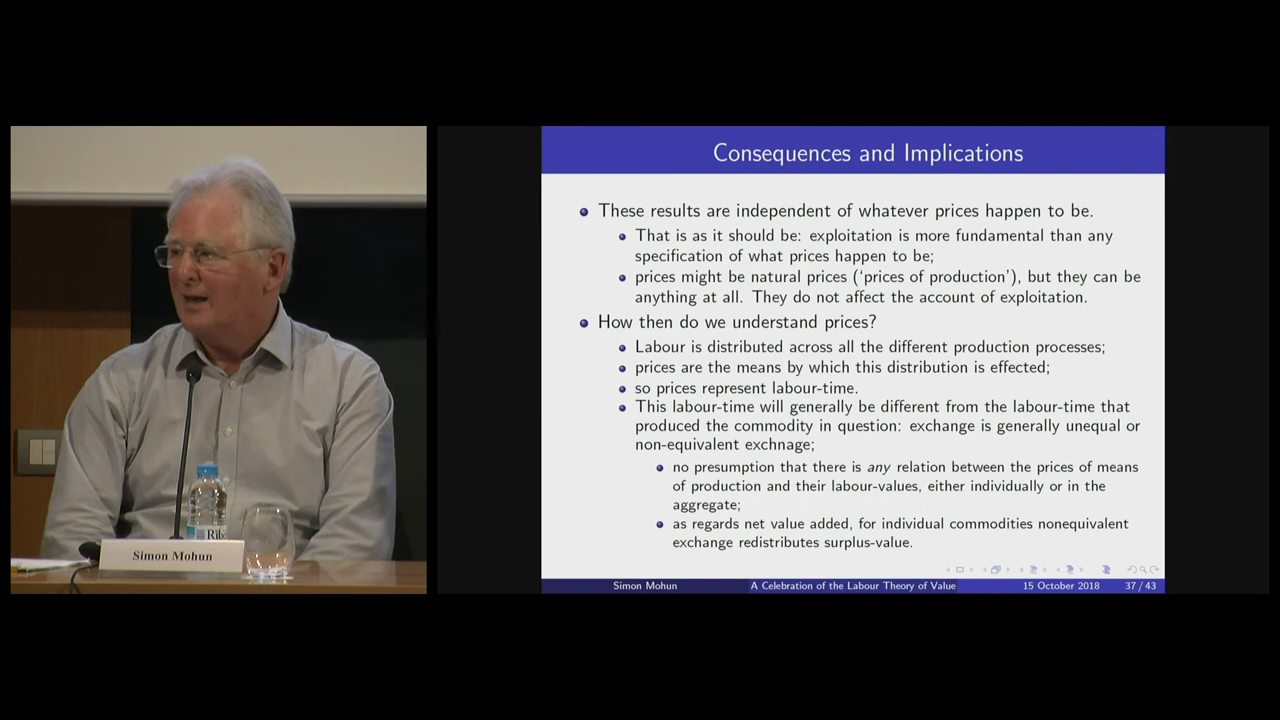 Consequences and Implications
These results are independent of whatever prices happen to be.
That is as it should be: exploitation is more fundamental than any
specification of what prices happen to be;
prices might be natural prices (‘prices of production’), but they can be
anything at all. They do not affect the account of exploitation.
How then do we understand prices?
Labour is distributed across all the different production processes;
prices are the means by which this distribution is effected;
so prices represent labour-time.
This labour-time will generally be different from the labour-time that
produced the commodity in question: exchange is generally unequal or
non-equivalent exchnage;
no presumption that there is any relation between the prices of means
of production and their labour-values, either individually or in the
aggregate;
as regards net value added, for individual commodities nonequivalent
exchange redistributes surplus-value.
Simon Mohun A Celebration of the Labour Theory of Value 15 October 2018 37 / 43
Simon Mohun